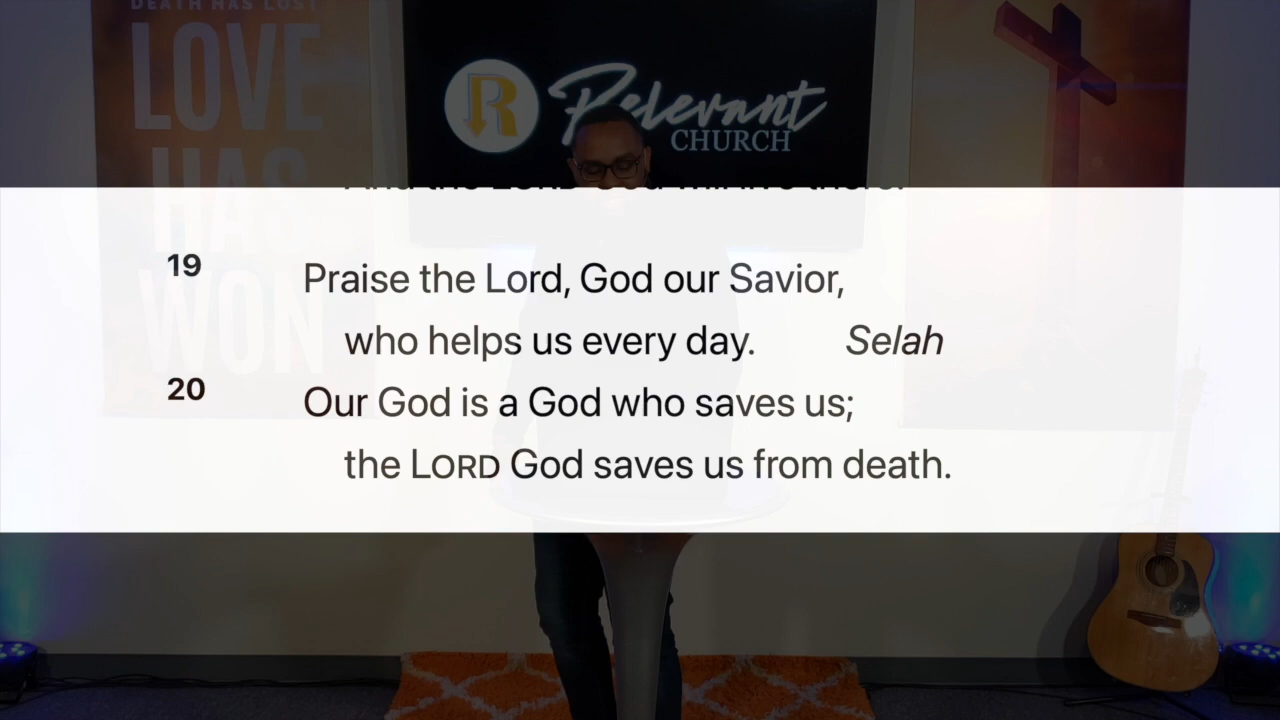 DEATH HAS LOST
LOVE
HAS
WON
R Relevant
CHURCH
19 Praise the Lord, God our Savior,
who helps us every day. Selah
20 Our God is a God who saves us;
the LORD God saves us from death.